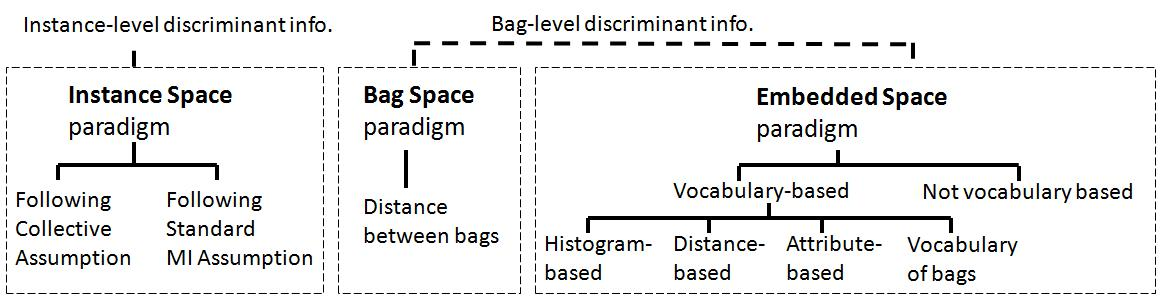 Instance-level discriminant info.
Bag-level discriminant info.
Instance Space
paradigm
Following
Collective
Assumption
Following
Standard
MI Assumption
Bag Space
paradigm
Distance
between bags
Embedded Space
paradigm
Vocabulary-based
Not vocabulary based
Histogram-
based
Distance-
based
Attribute-
based
Vocabulary
of bags